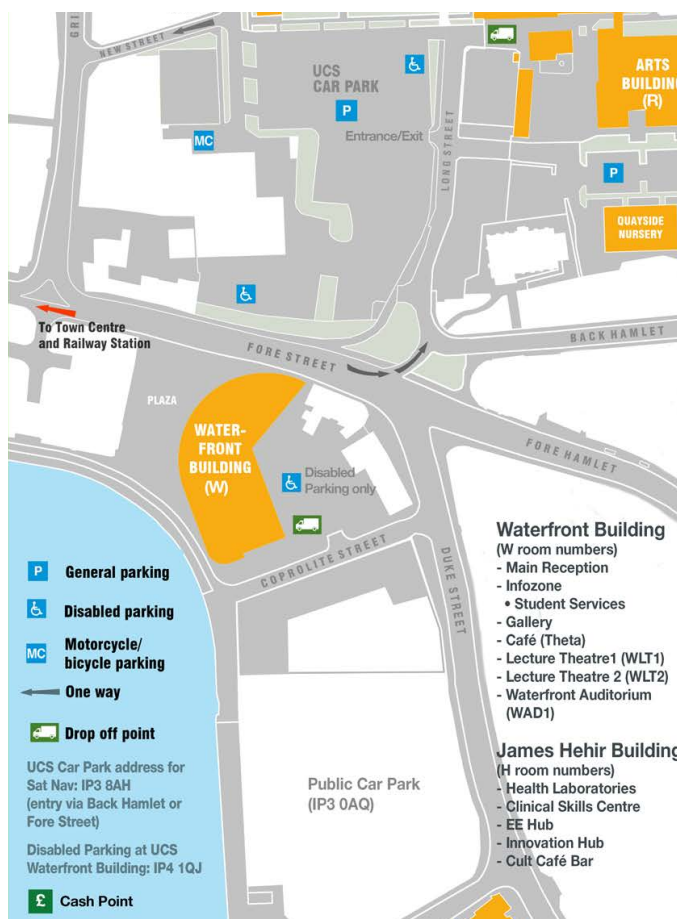 GRI
NEW STREET
UCS
CAR PARK
P
Entrance/Exit
LONG STREET
ARTS
BUILDING
(R)
MC
P
QUAYSIDE
NURSERY
To Town Centre
and Railway Station
FORE STREET
BACK HAMLET
PLAZA
WATER-
FRONT
BUILDING
(W)
Disabled
Parking only
FORE HAMLET
COPROLITE STREET
DUKE STREET
P General parking
Disabled parking
MC Motorcycle/
bicycle parking
One way
Drop off point
UCS Car Park address for
Sat Nav: IP3 8AH
(entry via Back Hamlet or
Fore Street)
Disabled Parking at UCS
Waterfront Building: IP4 1QJ
£ Cash Point
Public Car Park
(IP3 0AQ)
Waterfront Building
(W room numbers)
- Main Reception
- Infozone
• Student Services
- Gallery
- Café (Theta)
- Lecture Theatre1 (WLT1)
- Lecture Theatre 2 (WLT2)
- Waterfront Auditorium
(WAD1)
James Hehir Building
(H room numbers)
- Health Laboratories
- Clinical Skills Centre
- EE Hub
- Innovation Hub
- Cult Café Bar